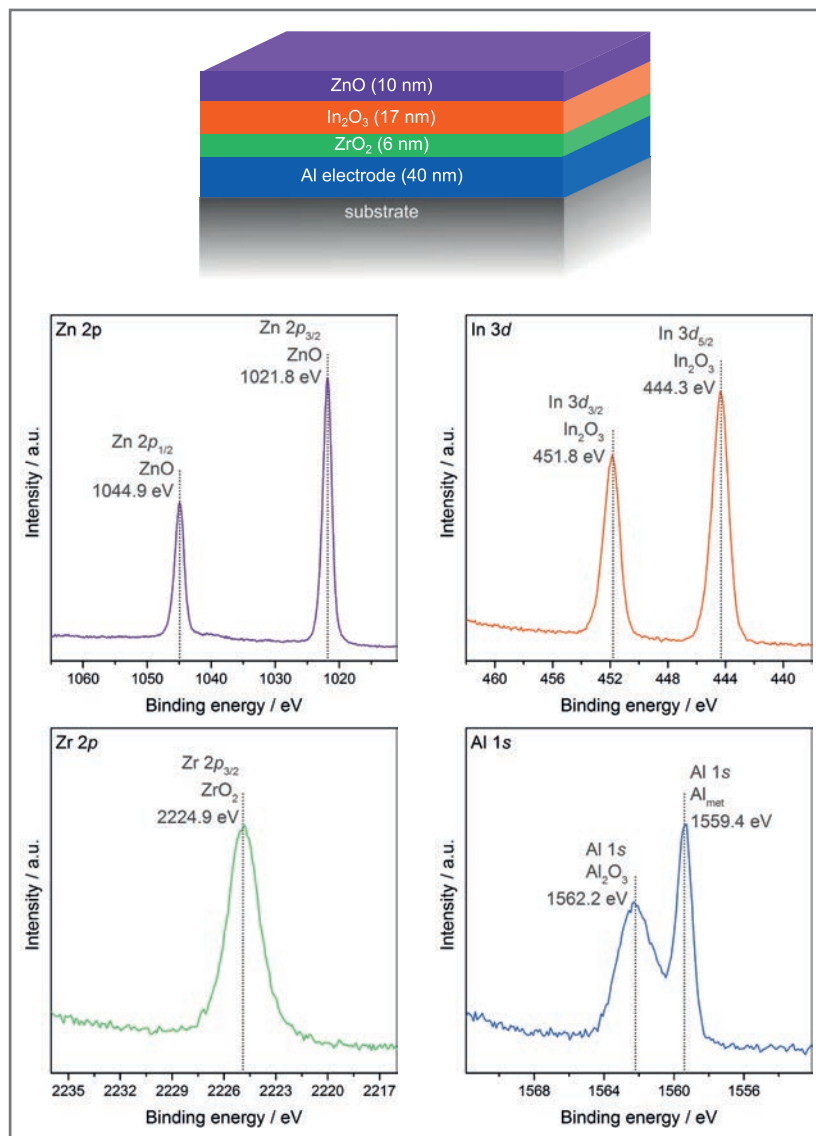 ZnO (10 nm)
In₂O₃ (17 nm)
ZrO₂ (6 nm)
Al electrode (40 nm)
substrate
Zn 2p
Zn 2p₃/₂
ZnO
1021.8 eV
Zn 2p₁/₂
ZnO
1044.9 eV
Intensity / a.u.
1060 1050 1040 1030 1020
Binding energy / eV
In 3d
In 3d₅/₂
In₂O₃
444.3 eV
In 3d₃/₂
In₂O₃
451.8 eV
Intensity / a.u.
460 456 452 448 444 440
Binding energy / eV
Zr 2p
Zr 2p₃/₂
ZrO₂
2224.9 eV
Intensity / a.u.
2235 2232 2229 2226 2223 2220 2217
Binding energy / eV
Al 1s
Al 1s
Al_met
1559.4 eV
Al 1s
Al₂O₃
1562.2 eV
Intensity / a.u.
1568 1564 1560 1556
Binding energy / eV